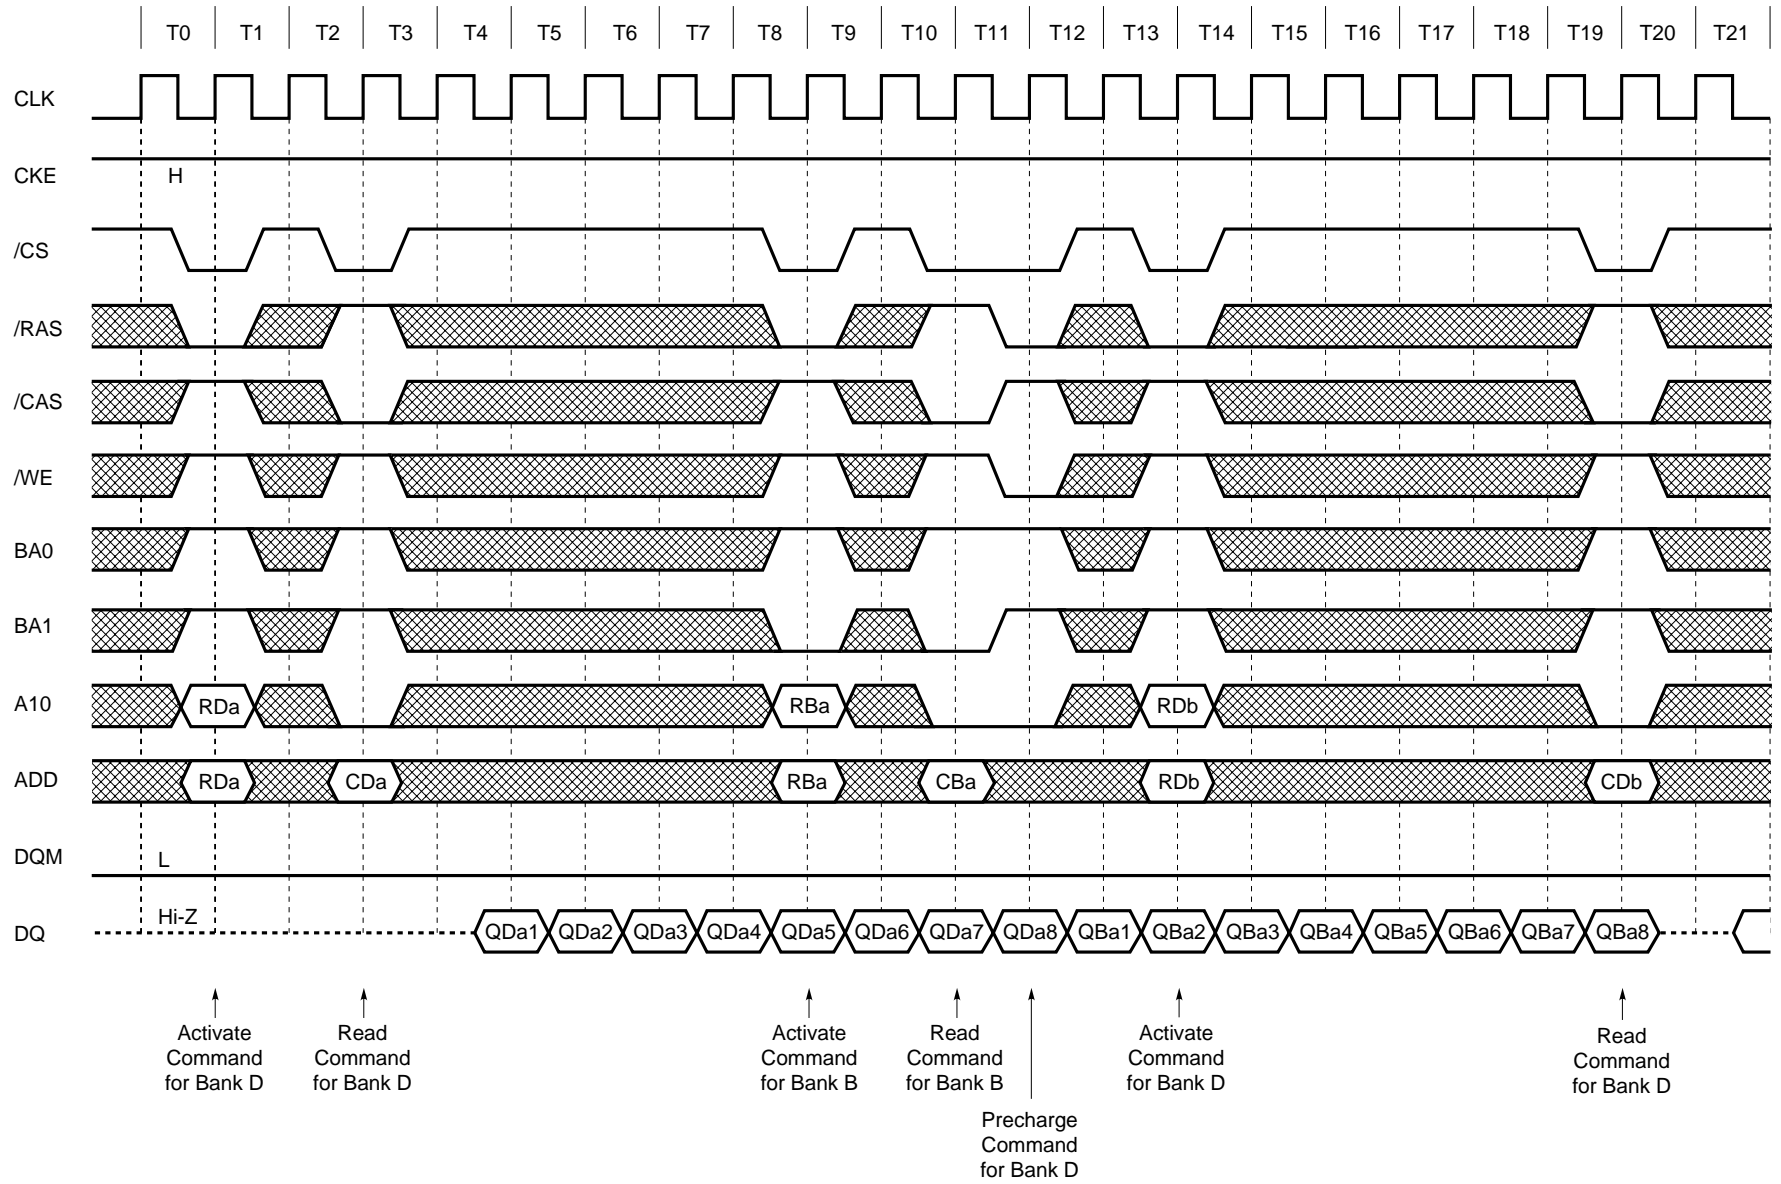 T0 T1 T2 T3 T4 T5 T6 T7 T8 T9 T10 T11 T12 T13 T14 T15 T16 T17 T18 T19 T20 T21
CLK
CKE
H
/CS
/RAS
/CAS
/WE
BA0
BA1
A10
RDa RBa RDb
ADD
RDa CDa RBa CBa RDb CDb
DQM
L
Hi-Z
DQ
QDa1 QDa2 QDa3 QDa4 QDa5 QDa6 QDa7 QDa8 QBa1 QBa2 QBa3 QBa4 QBa5 QBa6 QBa7 QBa8
Activate
Command
for Bank D
Read
Command
for Bank D
Activate
Command
for Bank B
Read
Command
for Bank B
Precharge
Command
for Bank D
Activate
Command
for Bank D
Read
Command
for Bank D